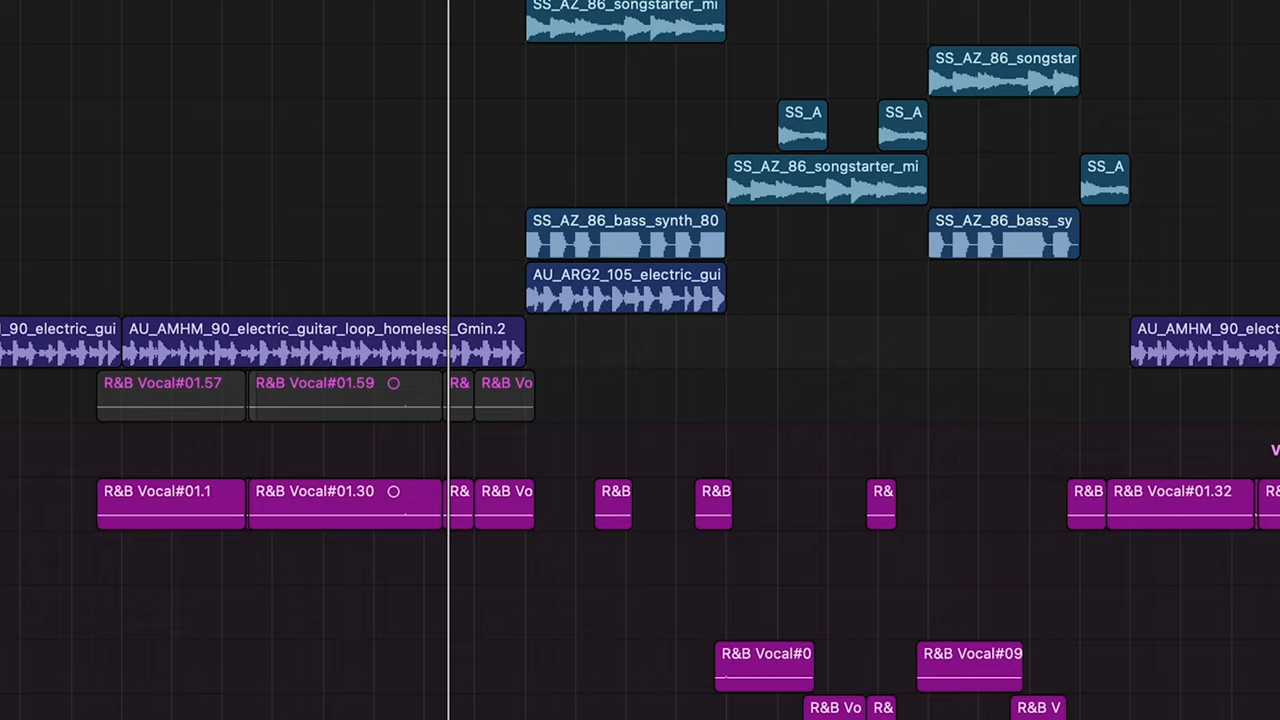 SS_AZ_86_songstarter_mi
SS_AZ_86_songstar
SS_A
SS_A
SS_AZ_86_songstarter_mi
SS_A
SS_AZ_86_bass_synth_80
SS_AZ_86_bass_sy
AU_ARG2_105_electric_gui
_90_electric_gui
AU_AMHM_90_electric_guitar_loop_homeless_Gmin.2
AU_AMHM_90_elect
R&B Vocal#01.57
R&B Vocal#01.59
R&
R&B Vo
R&B Vocal#01.1
R&B Vocal#01.30
R&
R&B Vo
R&B
R&B
R&
R&B
R&B Vocal#01.32
R&
R&B Vocal#0
R&B Vocal#09
R&B Vo
R&
R&B V